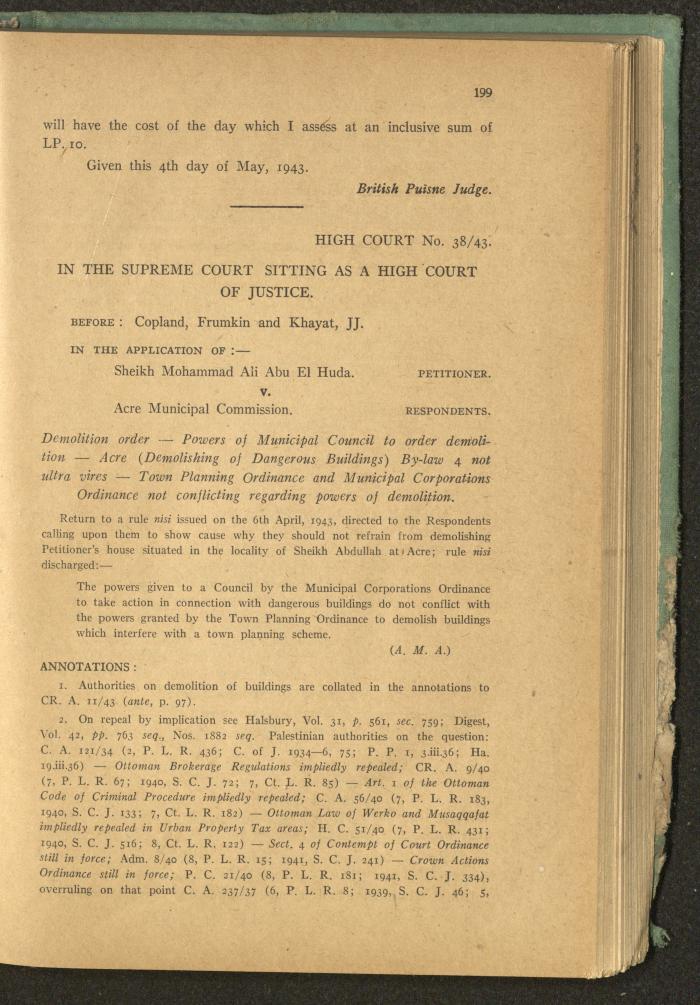 199
will have the cost of the day which I assess at an inclusive sum of
LP. 10.
Given this 4th day of May, 1943.
British Puisne Judge.
HIGH COURT No. 38/43.
IN THE SUPREME COURT SITTING AS A HIGH COURT
OF JUSTICE.
BEFORE : Copland, Frumkin and Khayat, JJ.
IN THE APPLICATION OF :—
Sheikh Mohammad Ali Abu El Huda. PETITIONER.
v.
Acre Municipal Commission. RESPONDENTS.
Demolition order — Powers of Municipal Council to order demoli-
tion — Acre (Demolishing of Dangerous Buildings) By-law 4 not
ultra vires — Town Planning Ordinance and Municipal Corporations
Ordinance not conflicting regarding powers of demolition.
Return to a rule nisi issued on the 6th April, 1943, directed to the Respondents
calling upon them to show cause why they should not refrain from demolishing
Petitioner's house situated in the locality of Sheikh Abdullah at Acre; rule nisi
discharged:—
The powers given to a Council by the Municipal Corporations Ordinance
to take action in connection with dangerous buildings do not conflict with
the powers granted by the Town Planning Ordinance to demolish buildings
which interfere with a town planning scheme.
(A. M. A.)
ANNOTATIONS :
1. Authorities on demolition of buildings are collated in the annotations to
CR. A. 11/43 (ante, p. 97).
2. On repeal by implication see Halsbury, Vol. 31, p. 561, sec. 759; Digest,
Vol. 42, pp. 763 seq., Nos. 1882 seq. Palestinian authorities on the question:
C. A. 121/34 (2, P. L. R. 436; C. of J. 1934—6, 75; P. P. 1, 3.iii.36; Ha.
19.iii.36) — Ottoman Brokerage Regulations impliedly repealed; CR. A. 9/40
(7, P. L. R. 67; 1940, S. C. J. 72; 7, Ct. L. R. 85) — Art. 1 of the Ottoman
Code of Criminal Procedure impliedly repealed; C. A. 56/40 (7, P. L. R. 183,
1940, S. C. J. 133; 7, Ct. L. R. 182) — Ottoman Law of Werko and Musaqqafat
impliedly repealed in Urban Property Tax areas; H. C. 51/40 (7, P. L. R. 431;
1940, S. C. J. 516; 8, Ct. L. R. 122) — Sect. 4 of Contempt of Court Ordinance
still in force; Adm. 8/40 (8, P. L. R. 15; 1941, S. C. J. 241) — Crown Actions
Ordinance still in force; P. C. 21/40 (8, P. L. R. 181; 1941, S. C. J. 334),
overruling on that point C. A. 237/37 (6, P. L. R. 8; 1939, S. C. J. 46; 5,